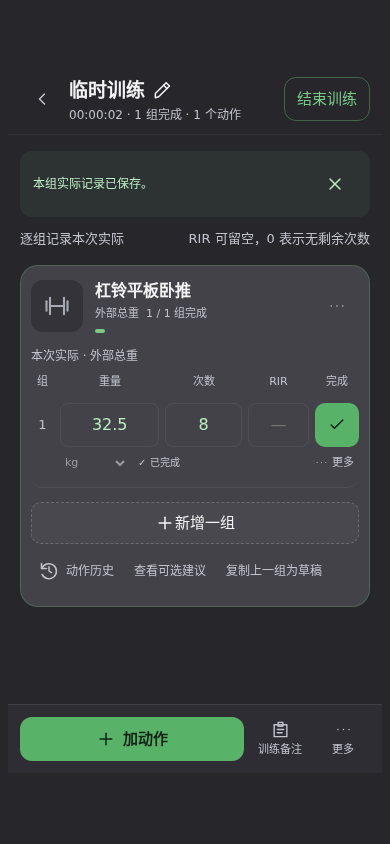 临时训练
00:00:02 · 1 组完成 · 1 个动作
结束训练
本组实际记录已保存。
逐组记录本次实际
RIR 可留空，0 表示无剩余次数
杠铃平板卧推
外部总重 1 / 1 组完成
···
本次实际 · 外部总重
组 重量 次数 RIR 完成
1 32.5 8 — ✓
kg ✓ 已完成 ··· 更多
+新增一组
动作历史 查看可选建议 复制上一组为草稿
+ 加动作
训练备注
··· 更多